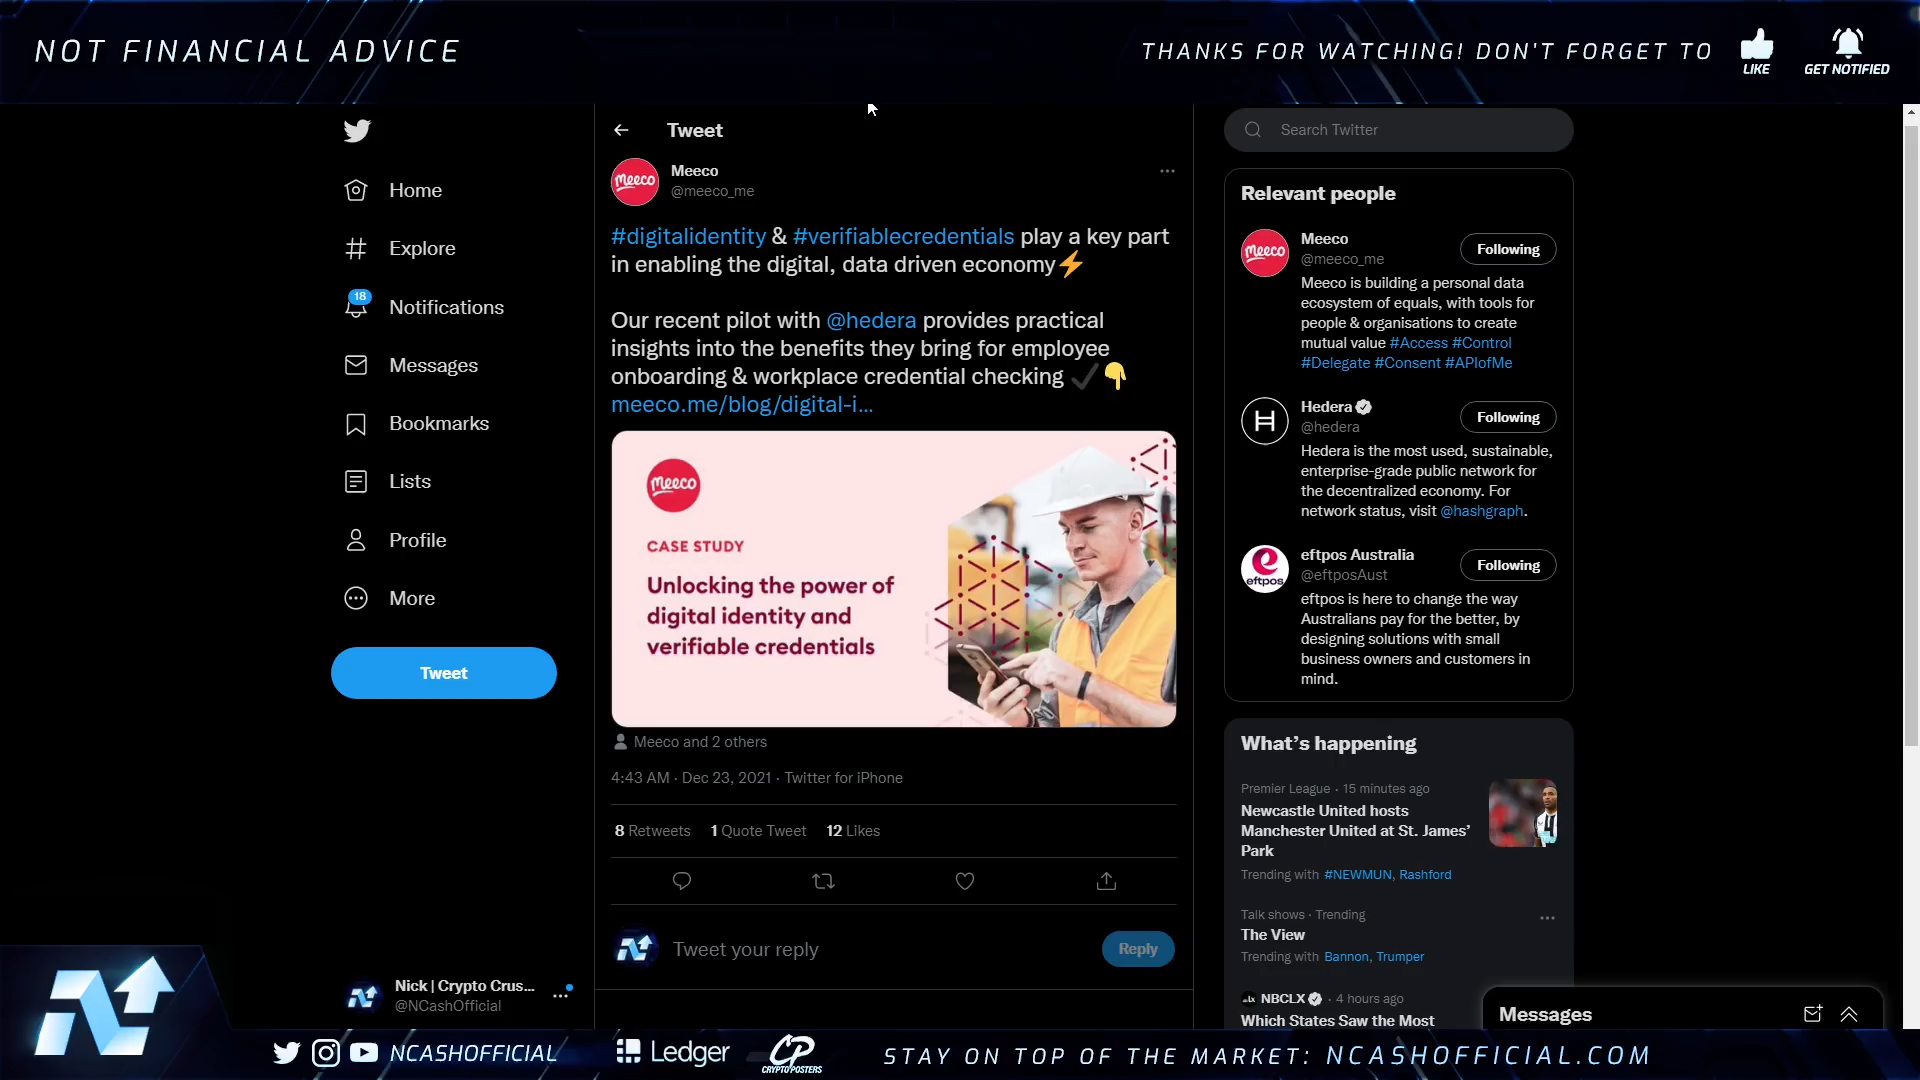 NOT FINANCIAL ADVICE
THANKS FOR WATCHING! DON'T FORGET TO
LIKE
GET NOTIFIED
Home
Explore
18
Notifications
Messages
Bookmarks
Lists
Profile
More
Tweet
Nick | Crypto Crus...
@NCashOfficial
Tweet
meeco
Meeco
@meeco_me
#digitalidentity & #verifiablecredentials play a key part
in enabling the digital, data driven economy⚡
Our recent pilot with @hedera provides practical
insights into the benefits they bring for employee
onboarding & workplace credential checking ✔👇
meeco.me/blog/digital-i...
meeco
CASE STUDY
Unlocking the power of
digital identity and
verifiable credentials
Meeco and 2 others
4:43 AM · Dec 23, 2021 · Twitter for iPhone
8 Retweets 1 Quote Tweet 12 Likes
Tweet your reply
Reply
Search Twitter
Relevant people
meeco
Meeco
@meeco_me
Following
Meeco is building a personal data
ecosystem of equals, with tools for
people & organisations to create
mutual value #Access #Control
#Delegate #Consent #APIofMe
H
Hedera
@hedera
Following
Hedera is the most used, sustainable,
enterprise-grade public network for
the decentralized economy. For
network status, visit @hashgraph.
e
eftpos
eftpos Australia
@eftposAust
Following
eftpos is here to change the way
Australians pay for the better, by
designing solutions with small
business owners and customers in
mind.
What's happening
Premier League · 15 minutes ago
Newcastle United hosts
Manchester United at St. James'
Park
Trending with #NEWMUN, Rashford
Talk shows · Trending
The View
Trending with Bannon, Trumper
NBCLX · 4 hours ago
Which States Saw the Most
Messages
NCASHOFFICIAL
Ledger
CP
CRYPTOPOSTERS
STAY ON TOP OF THE MARKET: NCASHOFFICIAL.COM